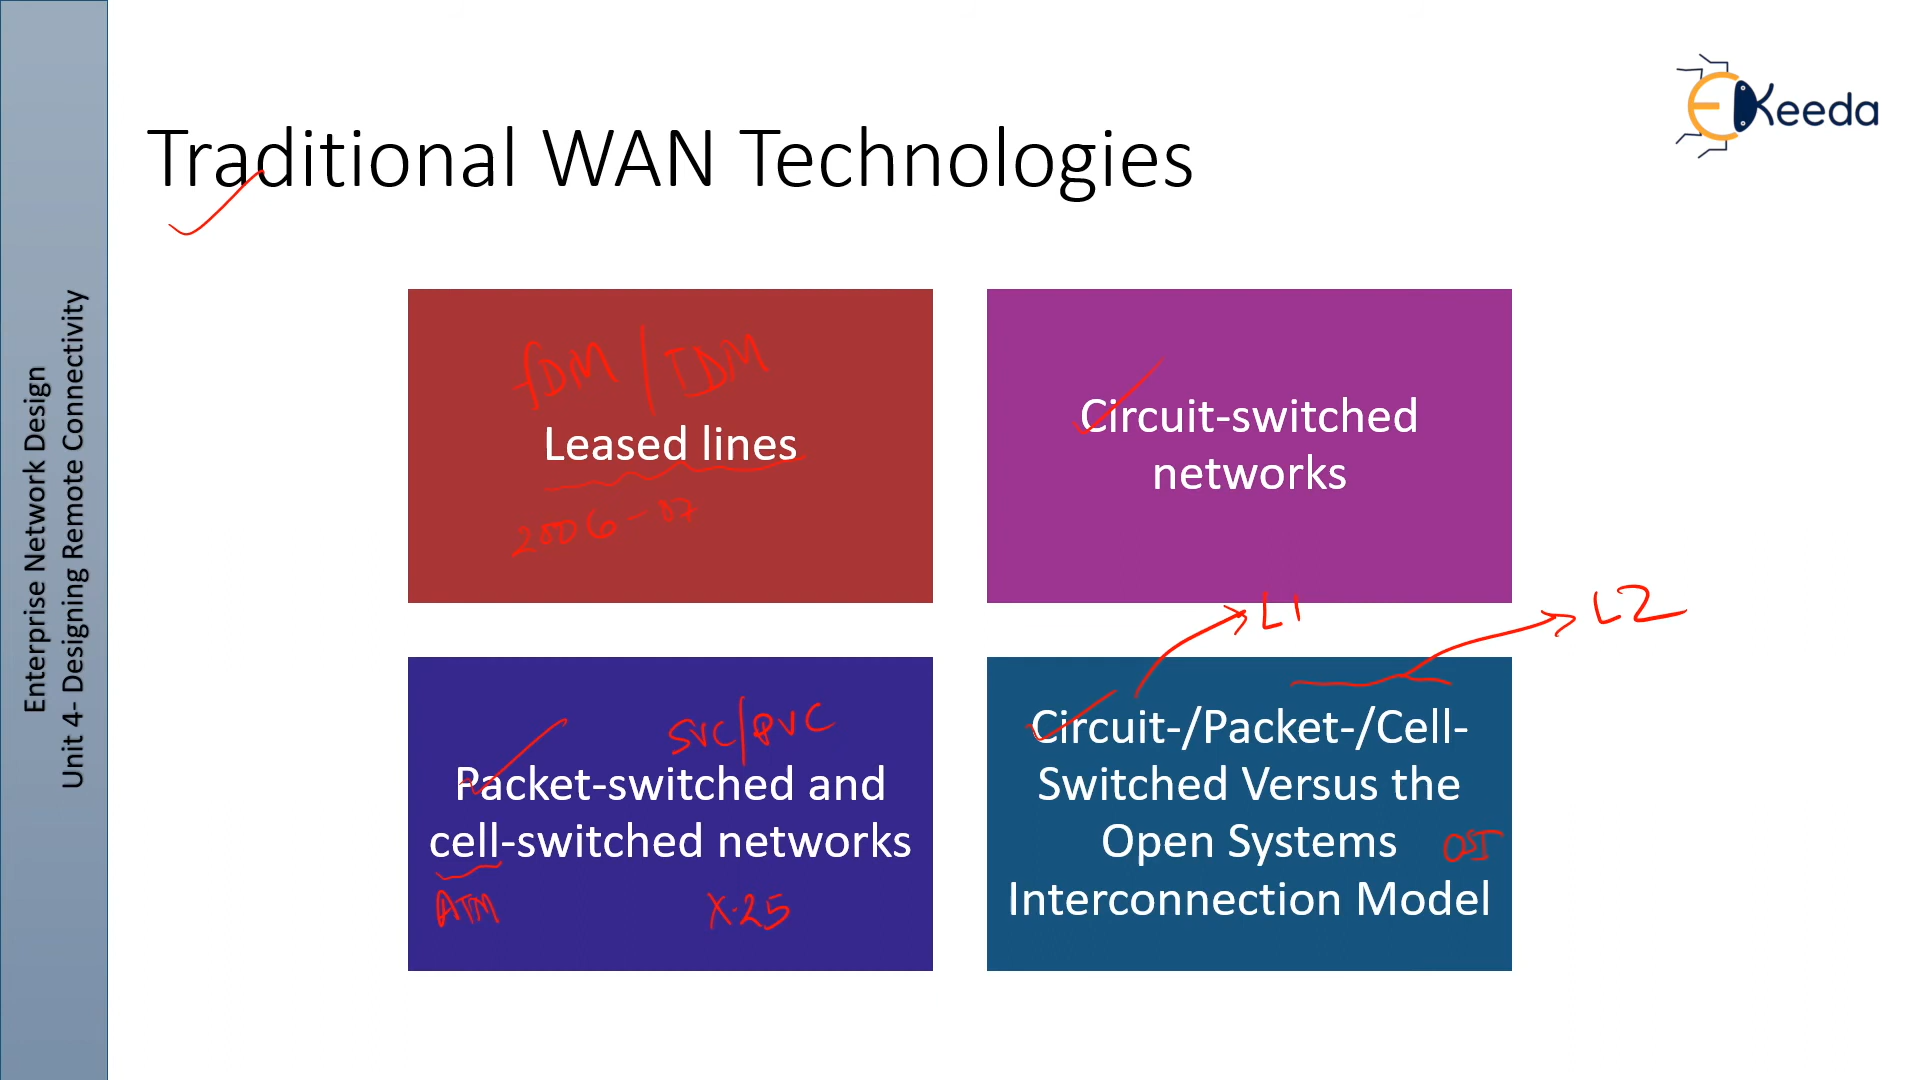 EKeeda
Traditional WAN Technologies
Enterprise Network Design
Unit 4- Designing Remote Connectivity
fDM / TDM
Leased lines
2006-07
Circuit-switched
networks
L1
L2
SVC/PVC
Packet-switched and
cell-switched networks
ATM
X.25
Circuit-/Packet-/Cell-
Switched Versus the
Open Systems
OSI
Interconnection Model